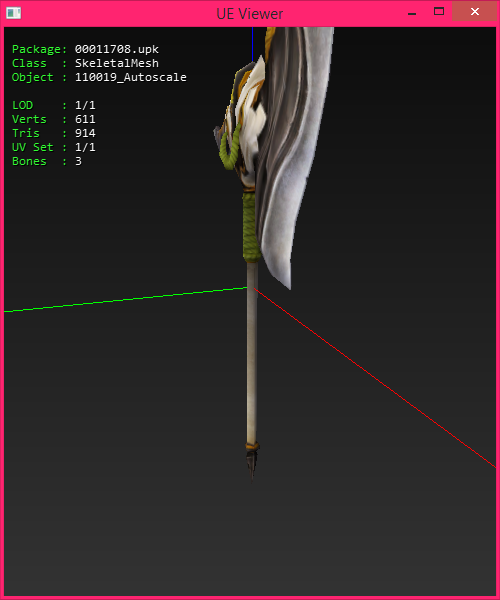 UE Viewer
Package: 00011708.upk
Class  : SkeletalMesh
Object : 110019_Autoscale
LOD    : 1/1
Verts  : 611
Tris   : 914
UV Set : 1/1
Bones  : 3